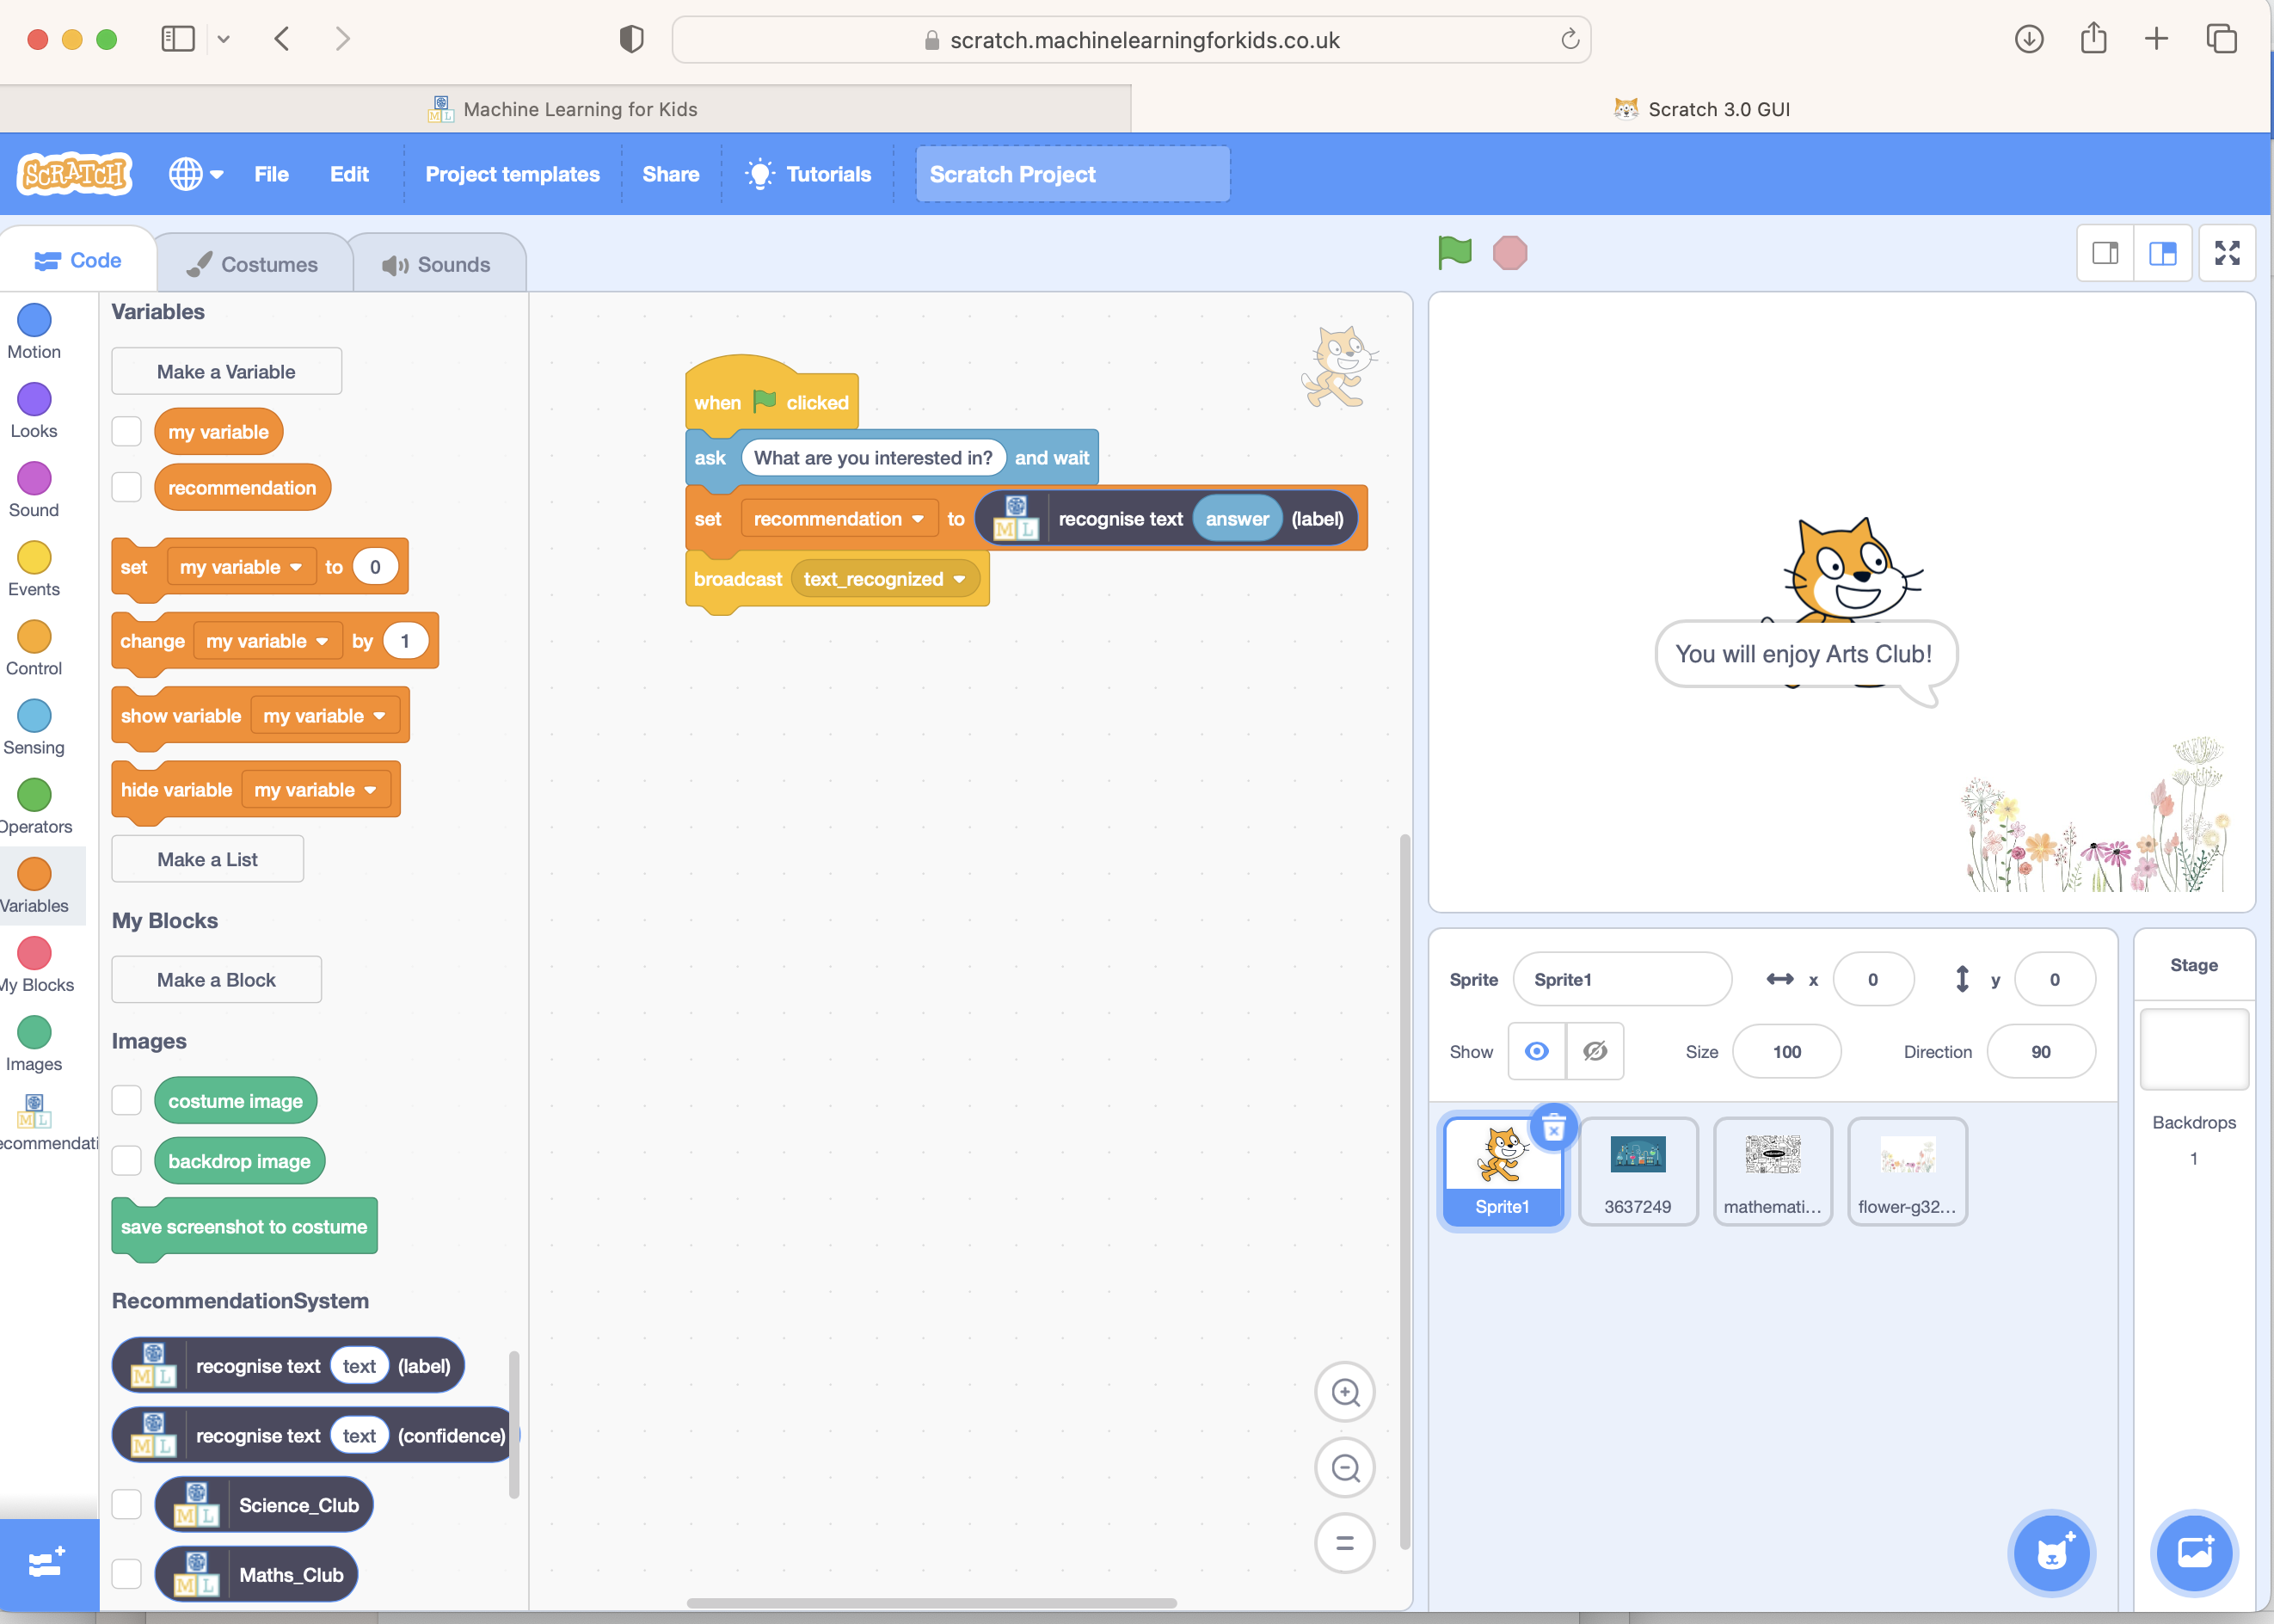 scratch.machinelearningforkids.co.uk
Machine Learning for Kids
Scratch 3.0 GUI
SCRATCH File Edit Project templates Share Tutorials Scratch Project
Code Costumes Sounds
Motion
Looks
Sound
Events
Control
Sensing
Operators
Variables
My Blocks
Images
ecommendati
Variables
Make a Variable
my variable
recommendation
set my variable to 0
change my variable by 1
show variable my variable
hide variable my variable
Make a List
My Blocks
Make a Block
Images
costume image
backdrop image
save screenshot to costume
RecommendationSystem
ML recognise text text (label)
ML recognise text text (confidence)
ML Science_Club
ML Maths_Club
when clicked
ask What are you interested in? and wait
set recommendation to ML recognise text answer (label)
broadcast text_recognized
You will enjoy Arts Club!
Sprite Sprite1 x 0 y 0
Show Size 100 Direction 90
Sprite1
3637249
mathemati...
flower-g32...
Stage
Backdrops
1